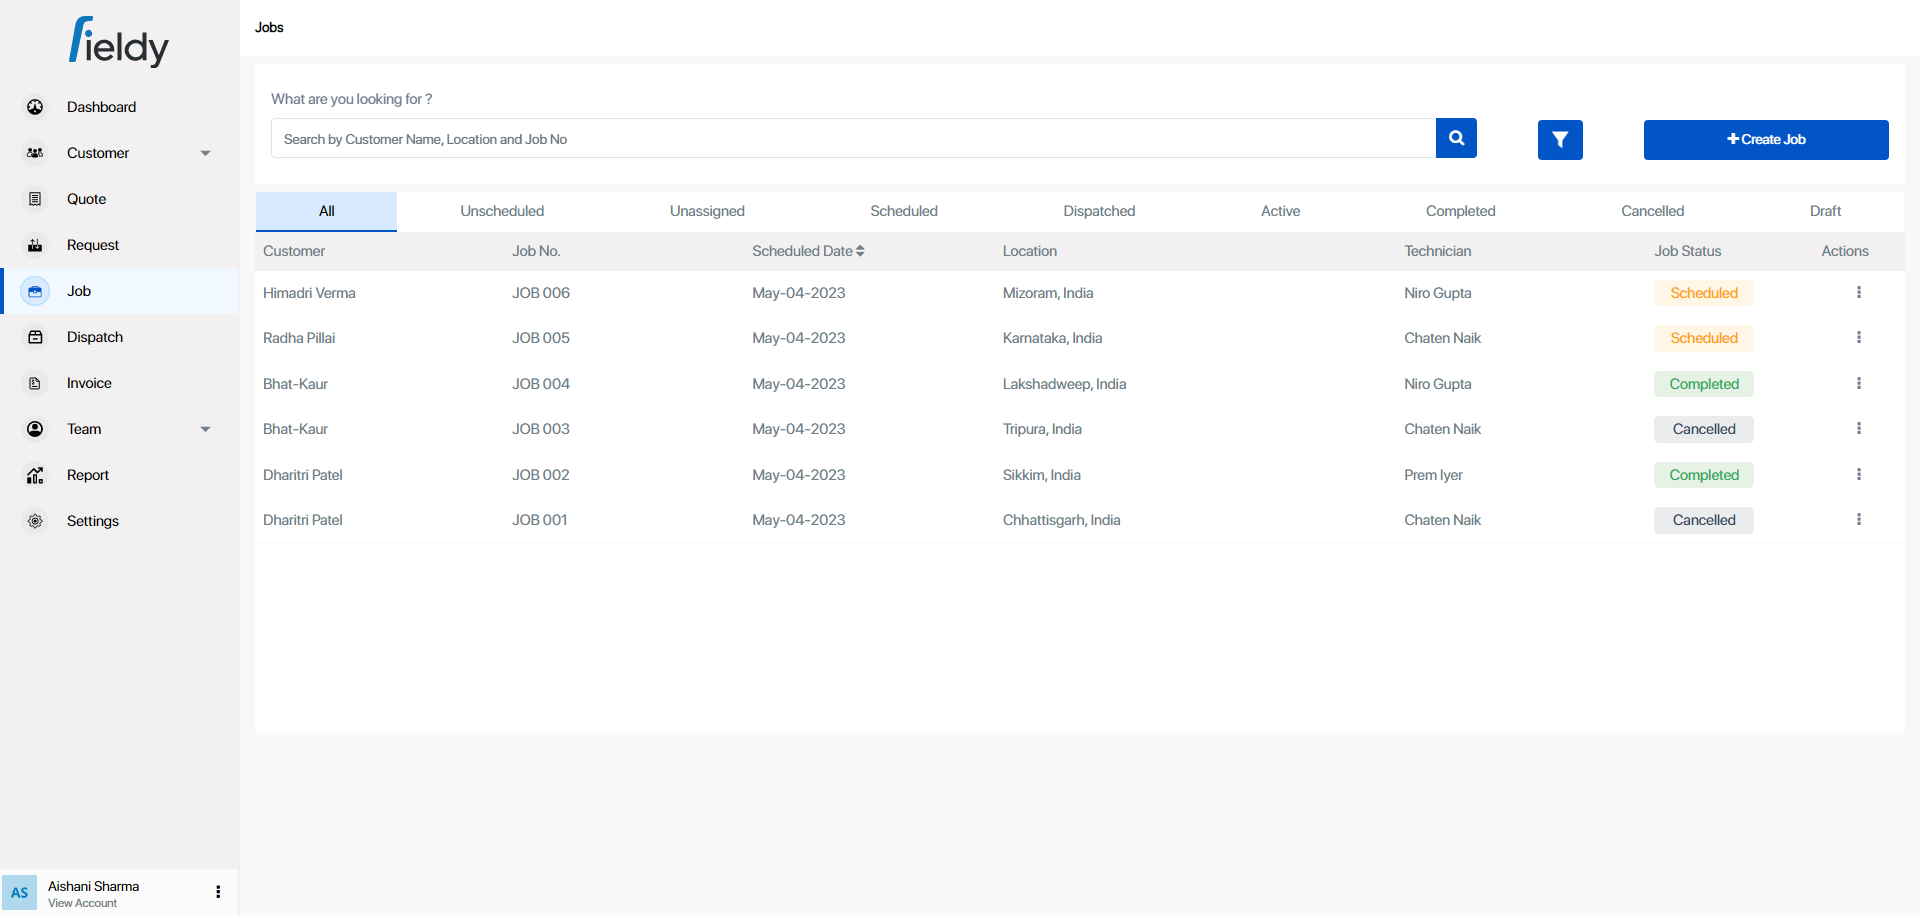 fieldy
Jobs
Dashboard
Customer
Quote
Request
Job
Dispatch
Invoice
Team
Report
Settings
AS
Aishani Sharma
View Account
What are you looking for ?
Search by Customer Name, Location and Job No
Create Job
All Unscheduled Unassigned Scheduled Dispatched Active Completed Cancelled Draft
Customer Job No. Scheduled Date Location Technician Job Status Actions
Himadri Verma JOB 006 May-04-2023 Mizoram, India Niro Gupta Scheduled
Radha Pillai JOB 005 May-04-2023 Karnataka, India Chaten Naik Scheduled
Bhat-Kaur JOB 004 May-04-2023 Lakshadweep, India Niro Gupta Completed
Bhat-Kaur JOB 003 May-04-2023 Tripura, India Chaten Naik Cancelled
Dharitri Patel JOB 002 May-04-2023 Sikkim, India Prem Iyer Completed
Dharitri Patel JOB 001 May-04-2023 Chhattisgarh, India Chaten Naik Cancelled